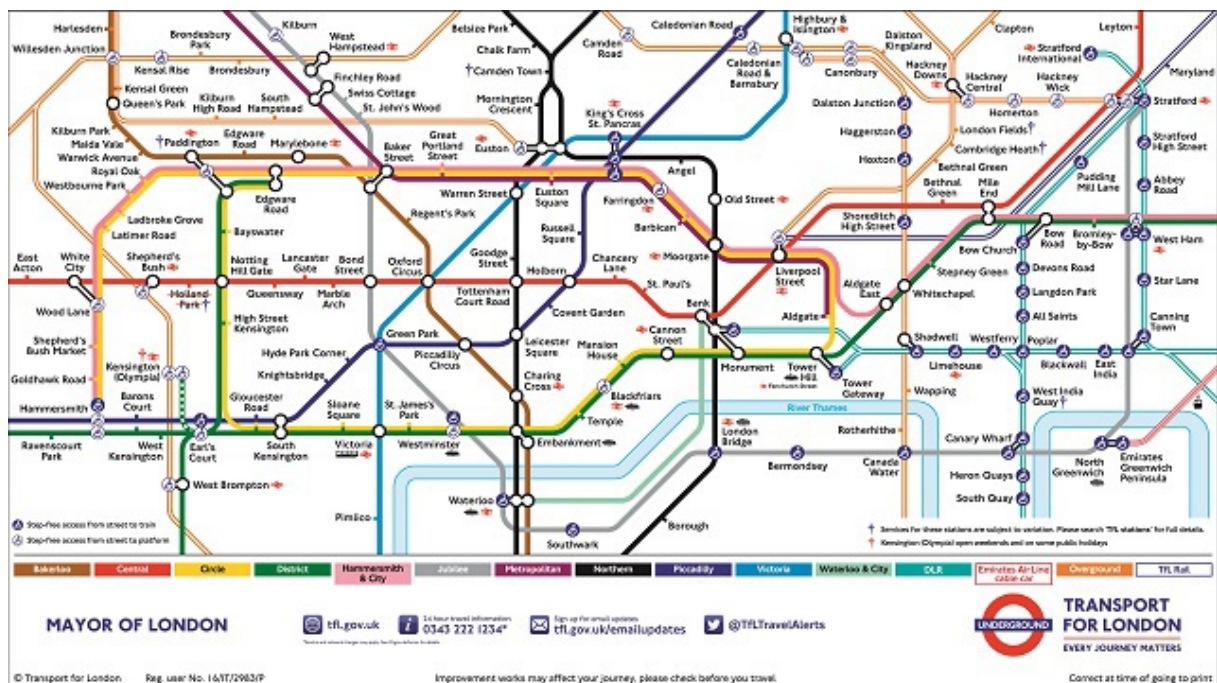 Harlesden
Willesden Junction
Kensal Rise
Brondesbury
Park
Brondesbury
Kilburn
West
Hampstead
Finchley Road
Swiss Cottage
St. John's Wood
Kensal Green
Queen's Park
Kilburn
High Road
South
Hampstead
Kilburn Park
Maida Vale
Warwick Avenue
Royal Oak
Westbourne Park
Paddington
Edgware
Road
Marylebone
Baker
Street
Great
Portland Street
Belsize Park
Chalk Farm
Camden Town
Mornington
Crescent
Euston
Camden
Road
King's Cross
St. Pancras
Caledonian Road
Caledonian
Road &
Barnsbury
Highbury &
Islington
Canonbury
Dalston
Kingsland
Dalston Junction
Haggerston
Hoxton
Clapton
Hackney
Downs
Hackney
Central
Homerton
Hackney
Wick
London Fields
Cambridge Heath
Bethnal Green
Leyton
Stratford
International
Maryland
Stratford
Stratford
High Street
Pudding
Mill Lane
Abbey
Road
Ladbroke Grove
Latimer Road
Edgware
Road
Bayswater
Warren Street
Regent's Park
Euston
Square
Russell
Square
Goodge
Street
Farringdon
Barbican
Angel
Old Street
Moorgate
Liverpool
Street
Shoreditch
High Street
Bethnal
Green
Mile
End
Bow Church
Bow
Road
Bromley-
by-Bow
West Ham
Stepney Green
Whitechapel
Aldgate
East
Aldgate
Devons Road
Langdon Park
All Saints
Star Lane
East
Acton
White
City
Shepherd's
Bush
Holland
Park
Notting
Hill Gate
Lancaster
Gate
Queensway
Bond
Street
Marble
Arch
Oxford
Circus
Tottenham
Court Road
Holborn
Chancery
Lane
St. Paul's
Bank
Wood Lane
Shepherd's
Bush Market
Goldhawk Road
Hammersmith
Kensington
(Olympia)
High Street
Kensington
Hyde Park Corner
Knightsbridge
Green Park
Piccadilly
Circus
Leicester
Square
Covent Garden
Charing
Cross
Mansion
House
Cannon
Street
Monument
Blackfriars
Temple
Tower
Hill
Fenchurch Street
Tower
Gateway
Shadwell
Limehouse
Westferry
Poplar
Blackwall
East
India
Canning
Town
West India
Quay
Wapping
Rotherhithe
River Thames
Barons
Court
Gloucester
Road
Sloane
Square
St. James's
Park
Ravenscourt
Park
West
Kensington
Earl's
Court
South
Kensington
Victoria
Westminster
Embankment
London
Bridge
Bermondsey
Canada
Water
Canary Wharf
Heron Quays
South Quay
North
Greenwich
Emirates
Greenwich
Peninsula
West Brompton
Pimlico
Waterloo
Southwark
Borough
Step-free access from street to train
Step-free access from street to platform
Services for these stations are subject to variation. Please search 'TFL stations' for full details.
Kensington (Olympia) open weekends and on some public holidays
Bakerloo
Central
Circle
District
Hammersmith
& City
Jubilee
Metropolitan
Northern
Piccadilly
Victoria
Waterloo & City
DLR
Emirates Air Line
cable car
Overground
TfL Rail
MAYOR OF LONDON
tfl.gov.uk
24 hour travel information
0343 222 1234*
Sign up for email updates
tfl.gov.uk/emailupdates
@TfLTravelAlerts
UNDERGROUND
TRANSPORT
FOR LONDON
EVERY JOURNEY MATTERS
© Transport for London
Reg. user No. 16/IT/2983/P
Improvement works may affect your journey, please check before you travel
Correct at time of going to print